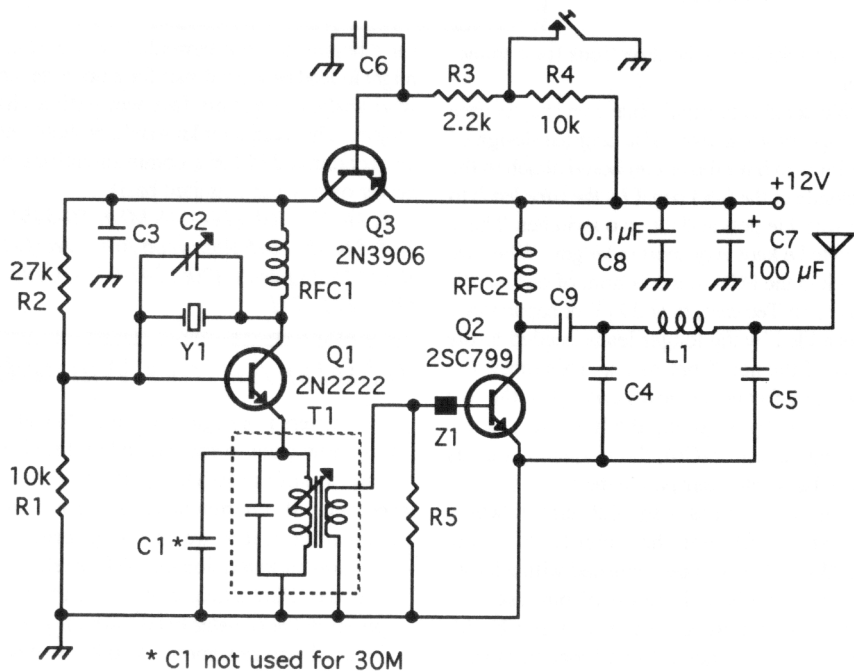 C6
R3
R4
2.2k
10k
+12V
Q3
2N3906
C2
C3
27k
R2
RFC1
Y1
0.1µF
C8
+
C7
100 µF
RFC2
C9
Q2
2SC799
L1
Q1
2N2222
T1
Z1
C4
C5
10k
R1
C1*
R5
* C1 not used for 30M